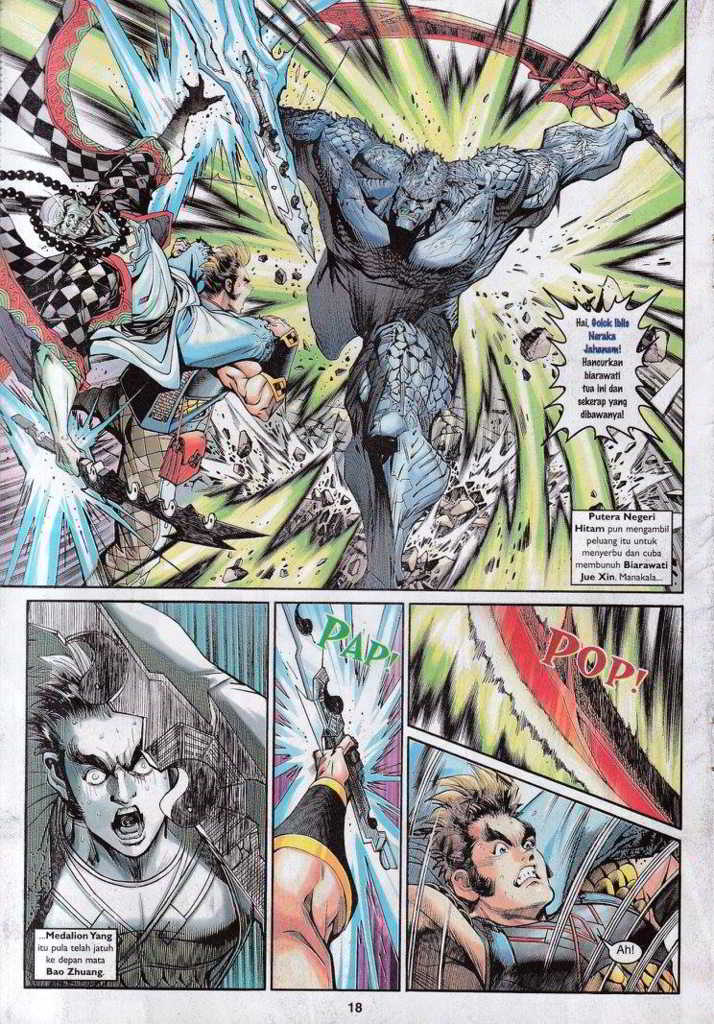 Hai, Golok Iblis
Neraka
Jahanam!
Hancurkan
biarawati
tua ini dan
sekerap yang
dibawanya!
Putera Negeri
Hitam pun mengambil
peluang itu untuk
menyerbu dan cuba
membunuh Biarawati
Jue Xin. Manakala...
PAP!
POP!
...Medalion Yang
itu pula telah jatuh
ke depan mata
Bao Zhuang.
Ah!
18